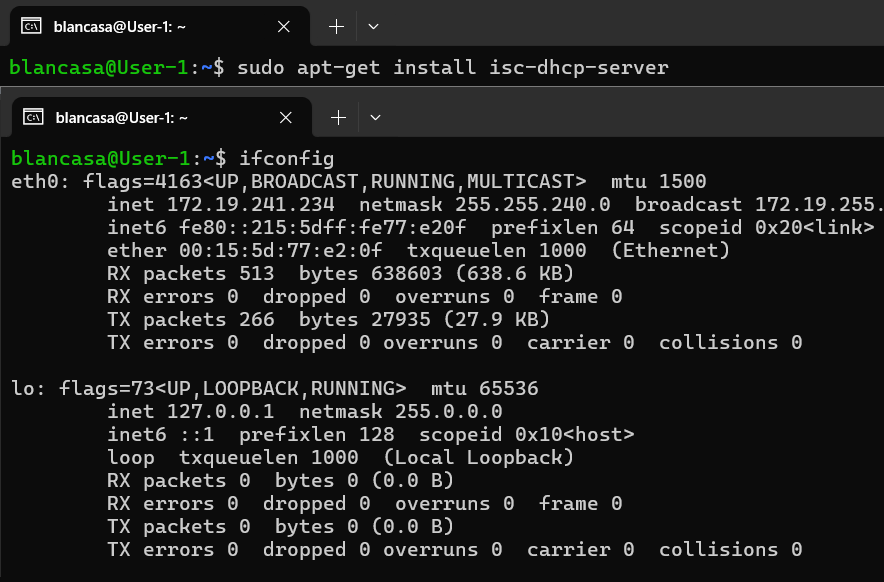 blancasa@User-1: ~
blancasa@User-1:~$ sudo apt-get install isc-dhcp-server
blancasa@User-1: ~
blancasa@User-1:~$ ifconfig
eth0: flags=4163<UP,BROADCAST,RUNNING,MULTICAST>  mtu 1500
        inet 172.19.241.234  netmask 255.255.240.0  broadcast 172.19.255.
        inet6 fe80::215:5dff:fe77:e20f  prefixlen 64  scopeid 0x20<link>
        ether 00:15:5d:77:e2:0f  txqueuelen 1000  (Ethernet)
        RX packets 513  bytes 638603 (638.6 KB)
        RX errors 0  dropped 0  overruns 0  frame 0
        TX packets 266  bytes 27935 (27.9 KB)
        TX errors 0  dropped 0 overruns 0  carrier 0  collisions 0

lo: flags=73<UP,LOOPBACK,RUNNING>  mtu 65536
        inet 127.0.0.1  netmask 255.0.0.0
        inet6 ::1  prefixlen 128  scopeid 0x10<host>
        loop  txqueuelen 1000  (Local Loopback)
        RX packets 0  bytes 0 (0.0 B)
        RX errors 0  dropped 0  overruns 0  frame 0
        TX packets 0  bytes 0 (0.0 B)
        TX errors 0  dropped 0 overruns 0  carrier 0  collisions 0